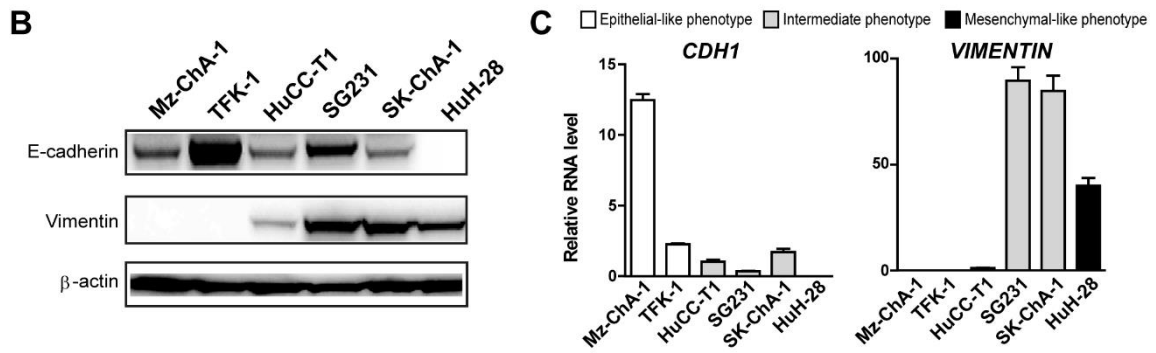 B
Mz-ChA-1
TFK-1
HuCC-T1
SG231
SK-ChA-1
HuH-28
E-cadherin
Vimentin
β-actin
C
Epithelial-like phenotype
Intermediate phenotype
Mesenchymal-like phenotype
CDH1
Relative RNA level
15
10
5
0
Mz-ChA-1
TFK-1
HuCC-T1
SG231
SK-ChA-1
HuH-28
VIMENTIN
100
50
0
Mz-ChA-1
TFK-1
HuCC-T1
SG231
SK-ChA-1
HuH-28